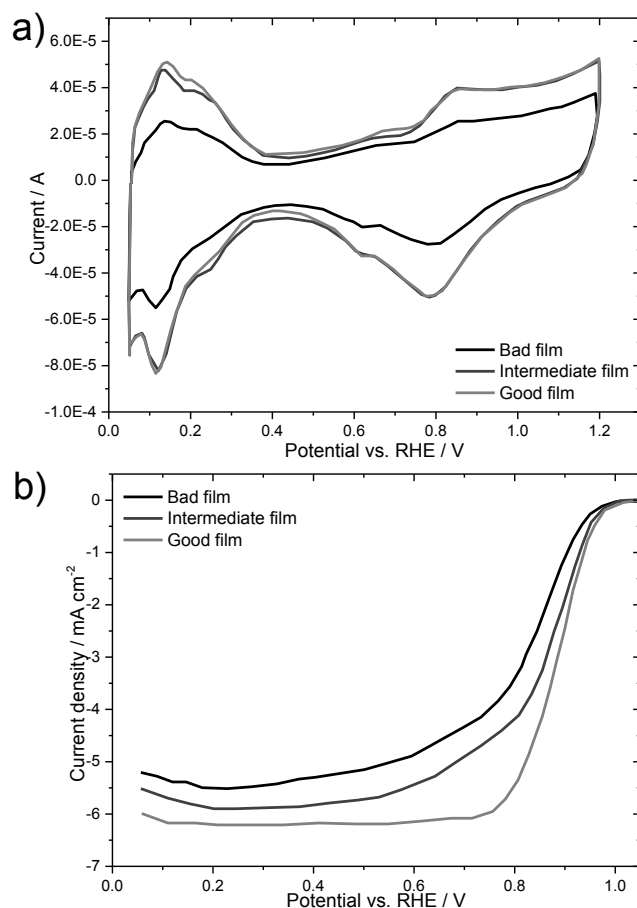 a)
6.0E-5
4.0E-5
2.0E-5
0.0
-2.0E-5
-4.0E-5
-6.0E-5
-8.0E-5
-1.0E-4
Current / A
Bad film
Intermediate film
Good film
0.0 0.2 0.4 0.6 0.8 1.0 1.2
Potential vs. RHE / V
b)
0
-1
-2
-3
-4
-5
-6
-7
Current density / mA cm⁻²
Bad film
Intermediate film
Good film
0.0 0.2 0.4 0.6 0.8 1.0
Potential vs. RHE / V